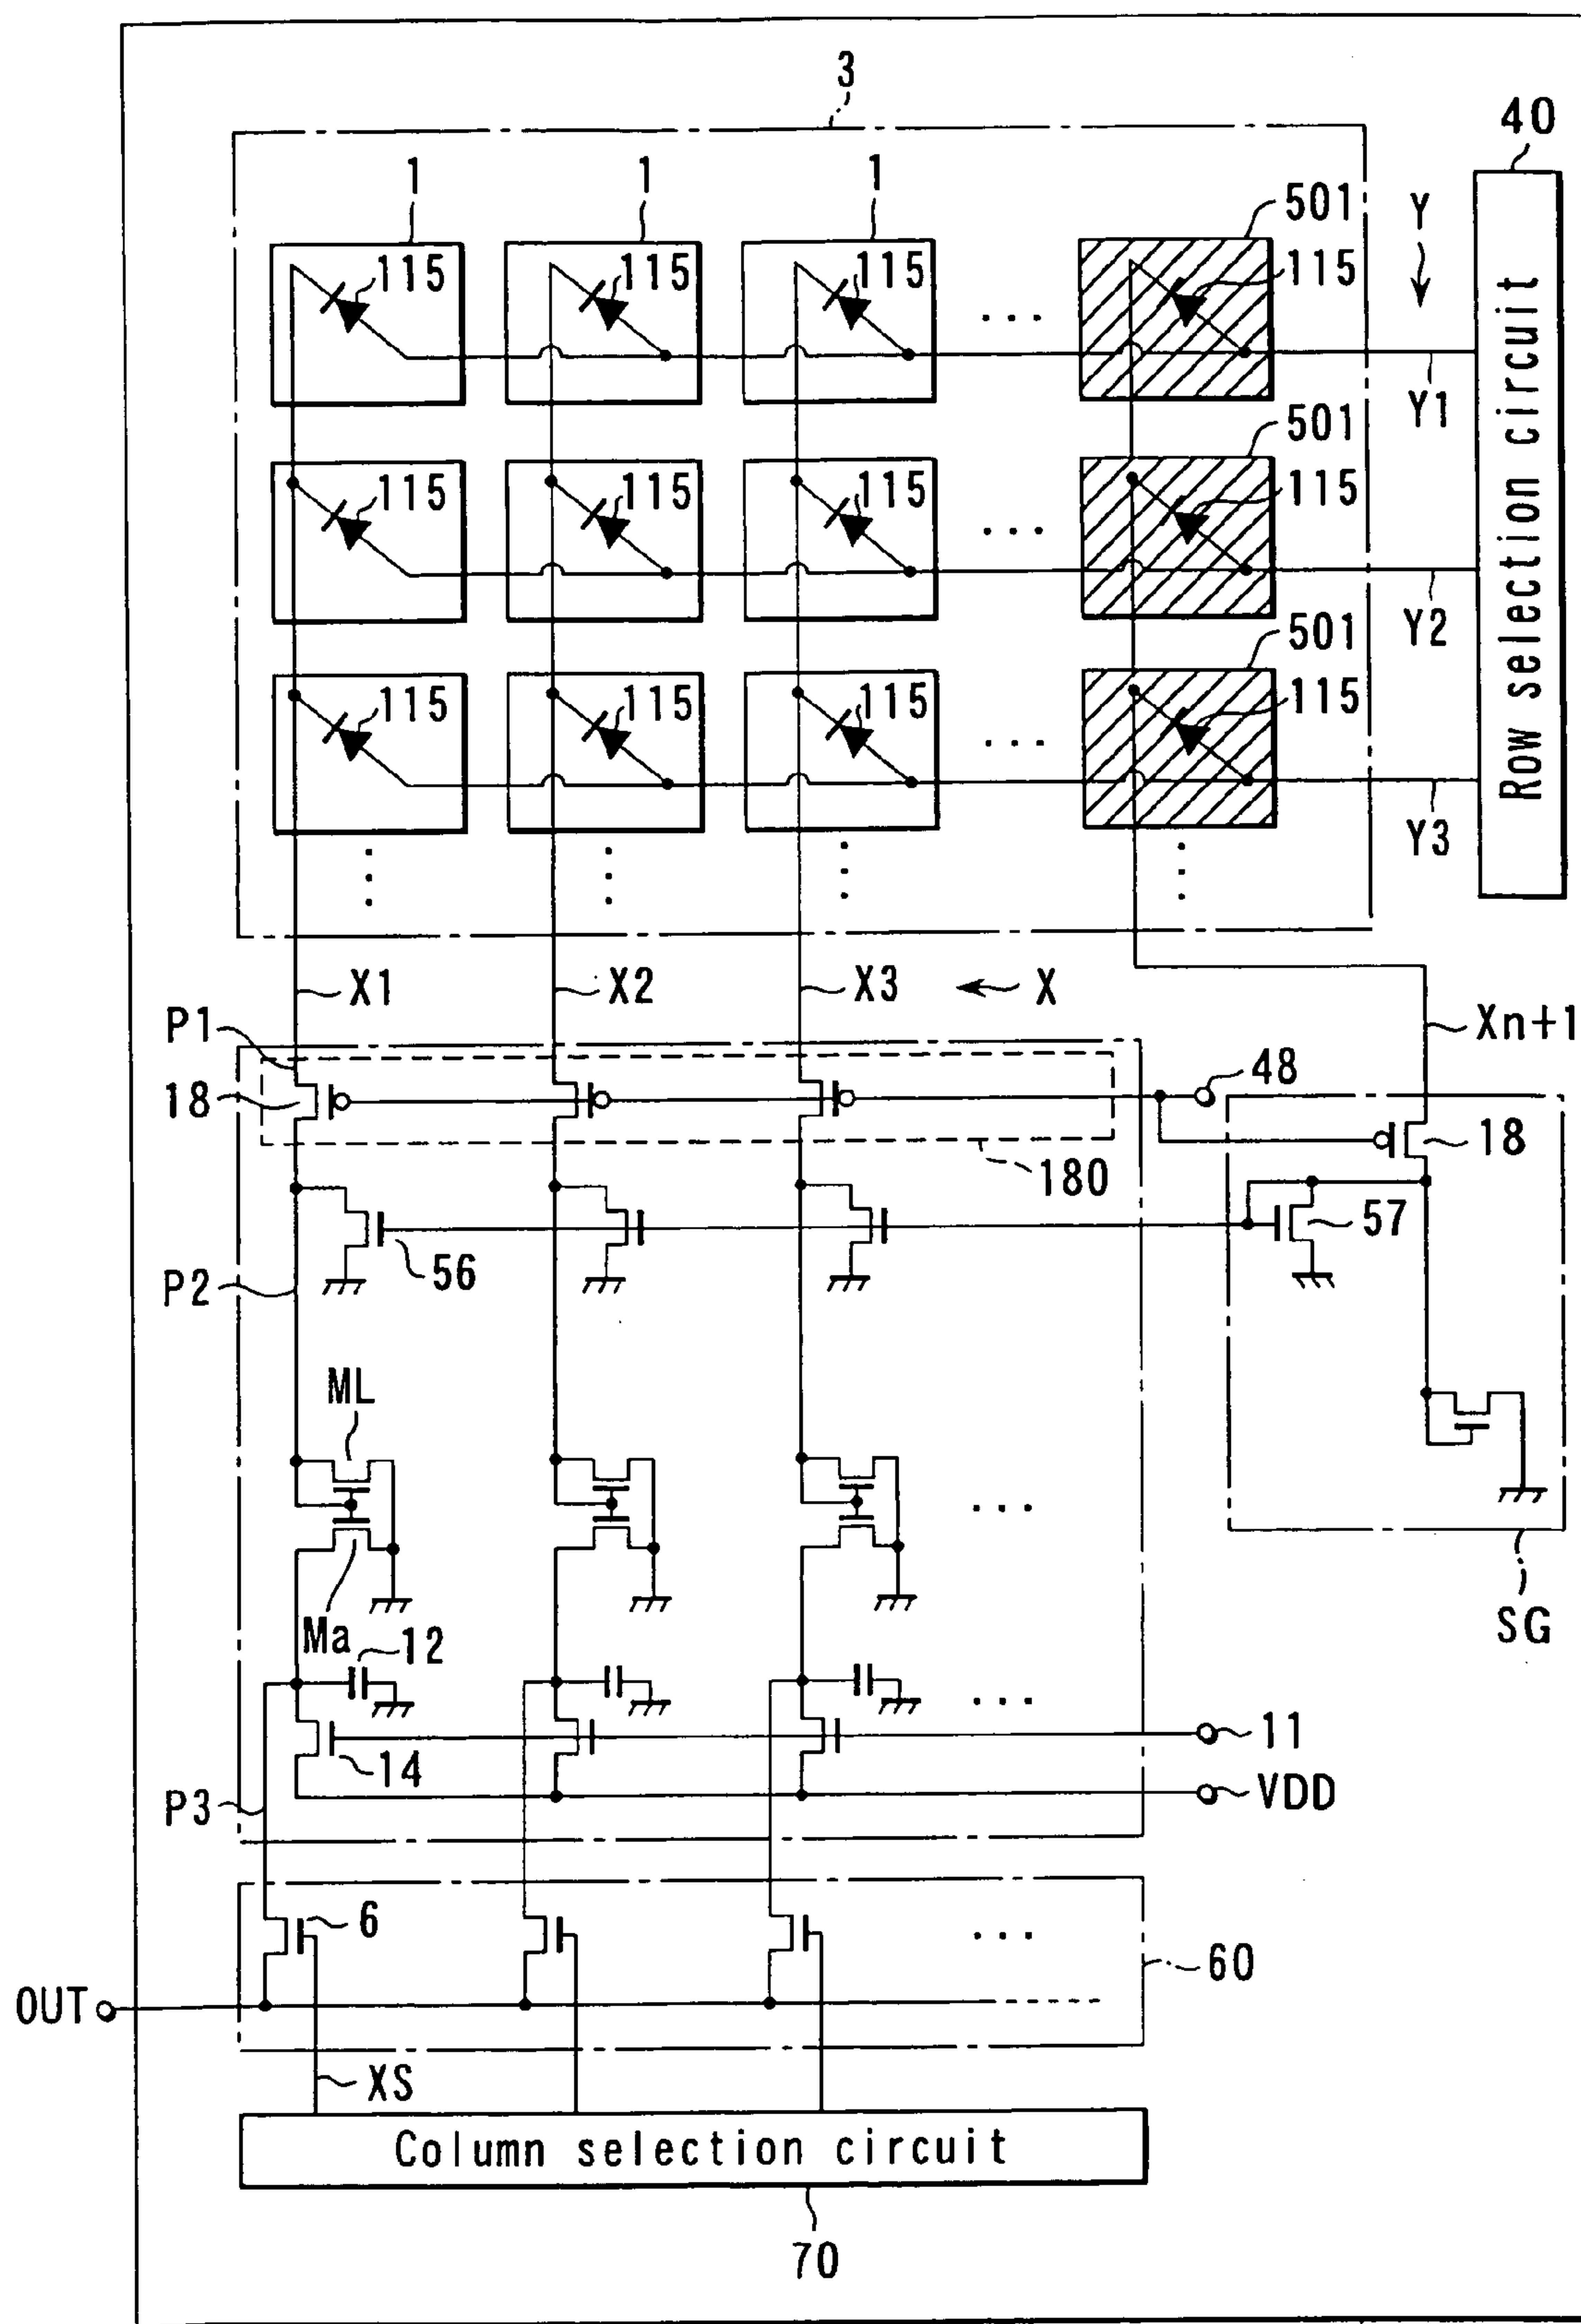 3
40
1 1 1 501 Y
115 115 115 115
Y1
501
115 115 115 115
Y2
501
115 115 115 115
Y3
Row selection circuit
X1 X2 X3 X
Xn+1
P1
48
18
18
180
57
56
P2
ML
SG
Ma 12
11
14
VDD
P3
6
60
OUT
XS
Column selection circuit
70